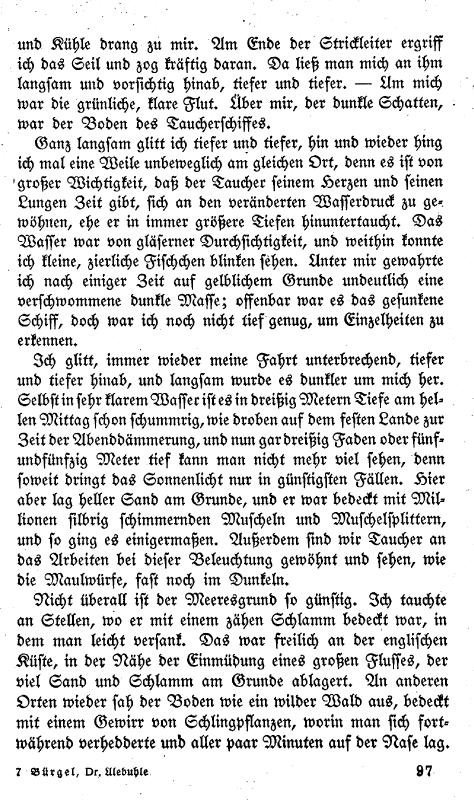 und Kühle drang zu mir. Am Ende der Strickleiter ergriff
ich das Seil und zog kräftig daran. Da ließ man mich an ihm
langsam und vorsichtig hinab, tiefer und tiefer. — Um mich
war die grünliche, klare Flut. Über mir, der dunkle Schatten,
war der Boden des Taucherschiffes.
Ganz langsam glitt ich tiefer und tiefer, hin und wieder hing
ich mal eine Weile unbeweglich am gleichen Ort, denn es ist von
großer Wichtigkeit, daß der Taucher seinem Herzen und seinen
Lungen Zeit gibt, sich an den veränderten Wasserdruck zu ge-
wöhnen, ehe er in immer größere Tiefen hinuntertaucht. Das
Wasser war von gläserner Durchsichtigkeit, und weithin konnte
ich kleine, zierliche Fischchen blinken sehen. Unter mir gewahrte
ich nach einiger Zeit auf gelblichem Grunde undeutlich eine
verschwommene dunkle Masse; offenbar war es das gesunkene
Schiff, doch war ich noch nicht tief genug, um Einzelheiten zu
erkennen.
Ich glitt, immer wieder meine Fahrt unterbrechend, tiefer
und tiefer hinab, und langsam wurde es dunkler um mich her.
Selbst in sehr klarem Wasser ist es in dreißig Metern Tiefe am hel-
len Mittag schon schummrig, wie droben auf dem festen Lande zur
Zeit der Abenddämmerung, und nun gar dreißig Faden oder fünf-
undfünfzig Meter tief kann man nicht mehr viel sehen, denn
soweit dringt das Sonnenlicht nur in günstigsten Fällen. Hier
aber lag heller Sand am Grunde, und er war bedeckt mit Mil-
lionen silbrig schimmernden Muscheln und Muschelsplittern,
und so ging es einigermaßen. Außerdem sind wir Taucher an
das Arbeiten bei dieser Beleuchtung gewöhnt und sehen, wie
die Maulwürfe, fast noch im Dunkeln.
Nicht überall ist der Meeresgrund so günstig. Ich tauchte
an Stellen, wo er mit einem zähen Schlamm bedeckt war, in
dem man leicht versank. Das war freilich an der englischen
Küste, in der Nähe der Einmüdung eines großen Flusses, der
viel Sand und Schlamm am Grunde ablagert. An anderen
Orten wieder sah der Boden wie ein wilder Wald aus, bedeckt
mit einem Gewirr von Schlingpflanzen, worin man sich fort-
während verhedderte und aller paar Minuten auf der Nase lag.
7 Bürgel, Dr. Ulebuhle
97